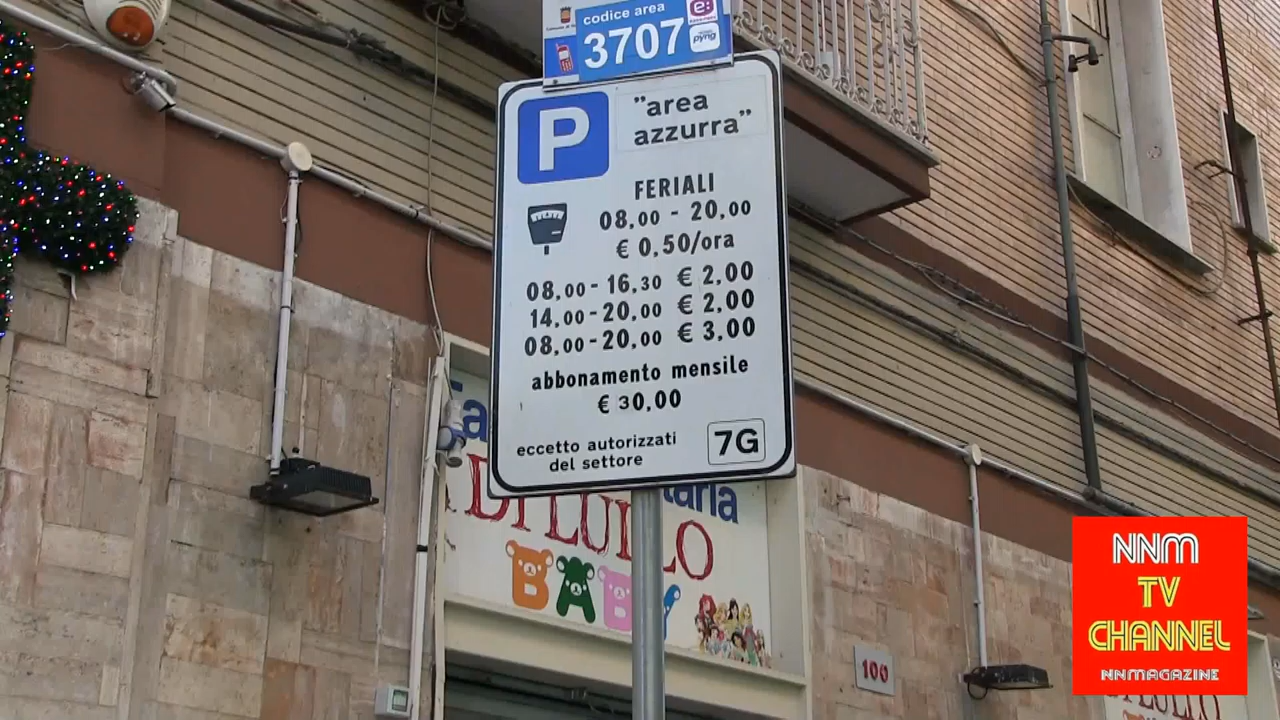 codice area
3707
e:
pyng
P
"area
azzurra"
FERIALI
08,00 - 20,00
€ 0,50/ora
08,00 - 16,30 € 2,00
14,00 - 20,00 € 2,00
08,00 - 20,00 € 3,00
abbonamento mensile
€ 30,00
eccetto autorizzati
del settore
7G
DI LULLO
BABY
100
NNM
TV
CHANNEL
NNMAGAZINE